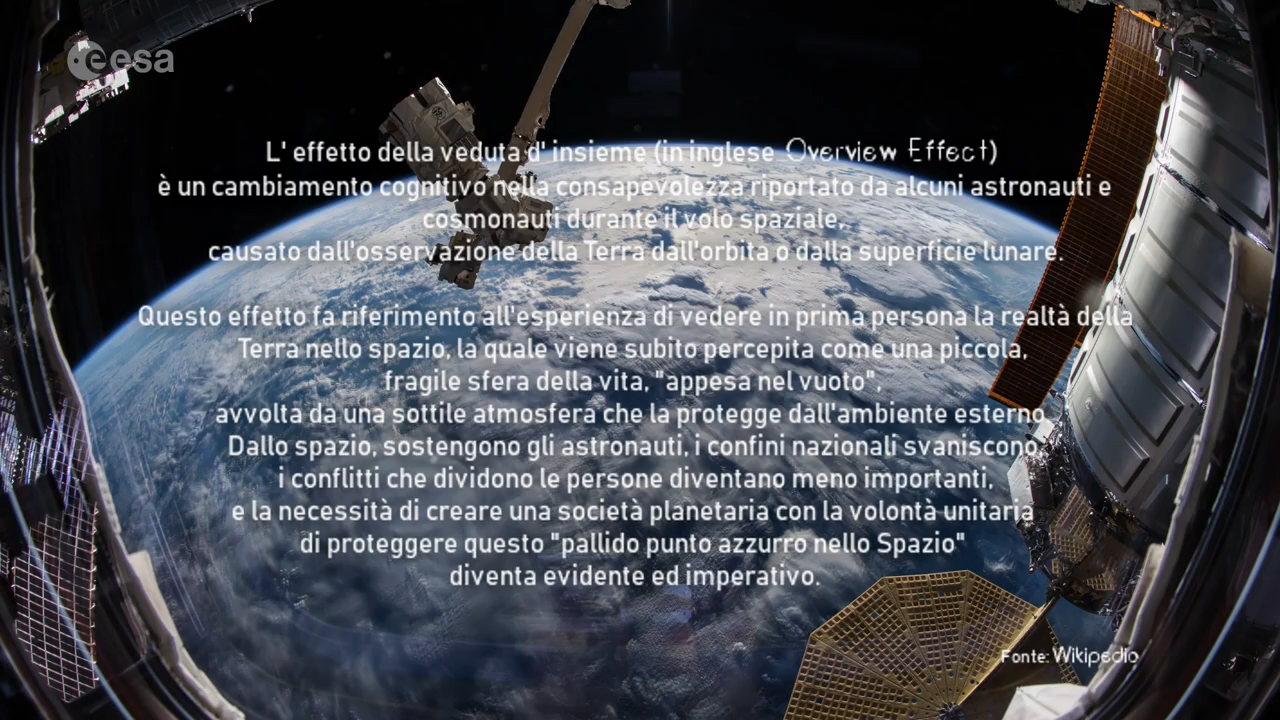 esa
L' effetto della veduta d' insieme (in inglese Overview Effect)
è un cambiamento cognitivo nella consapevolezza riportato da alcuni astronauti e
cosmonauti durante il volo spaziale,
causato dall'osservazione della Terra dall'orbita o dalla superficie lunare.
Questo effetto fa riferimento all'esperienza di vedere in prima persona la realtà della
Terra nello spazio, la quale viene subito percepita come una piccola,
fragile sfera della vita, "appesa nel vuoto",
avvolta da una sottile atmosfera che la protegge dall'ambiente esterno.
Dallo spazio, sostengono gli astronauti, i confini nazionali svaniscono,
i conflitti che dividono le persone diventano meno importanti,
e la necessità di creare una società planetaria con la volontà unitaria
di proteggere questo "pallido punto azzurro nello Spazio"
diventa evidente ed imperativo.
Fonte: Wikipedia